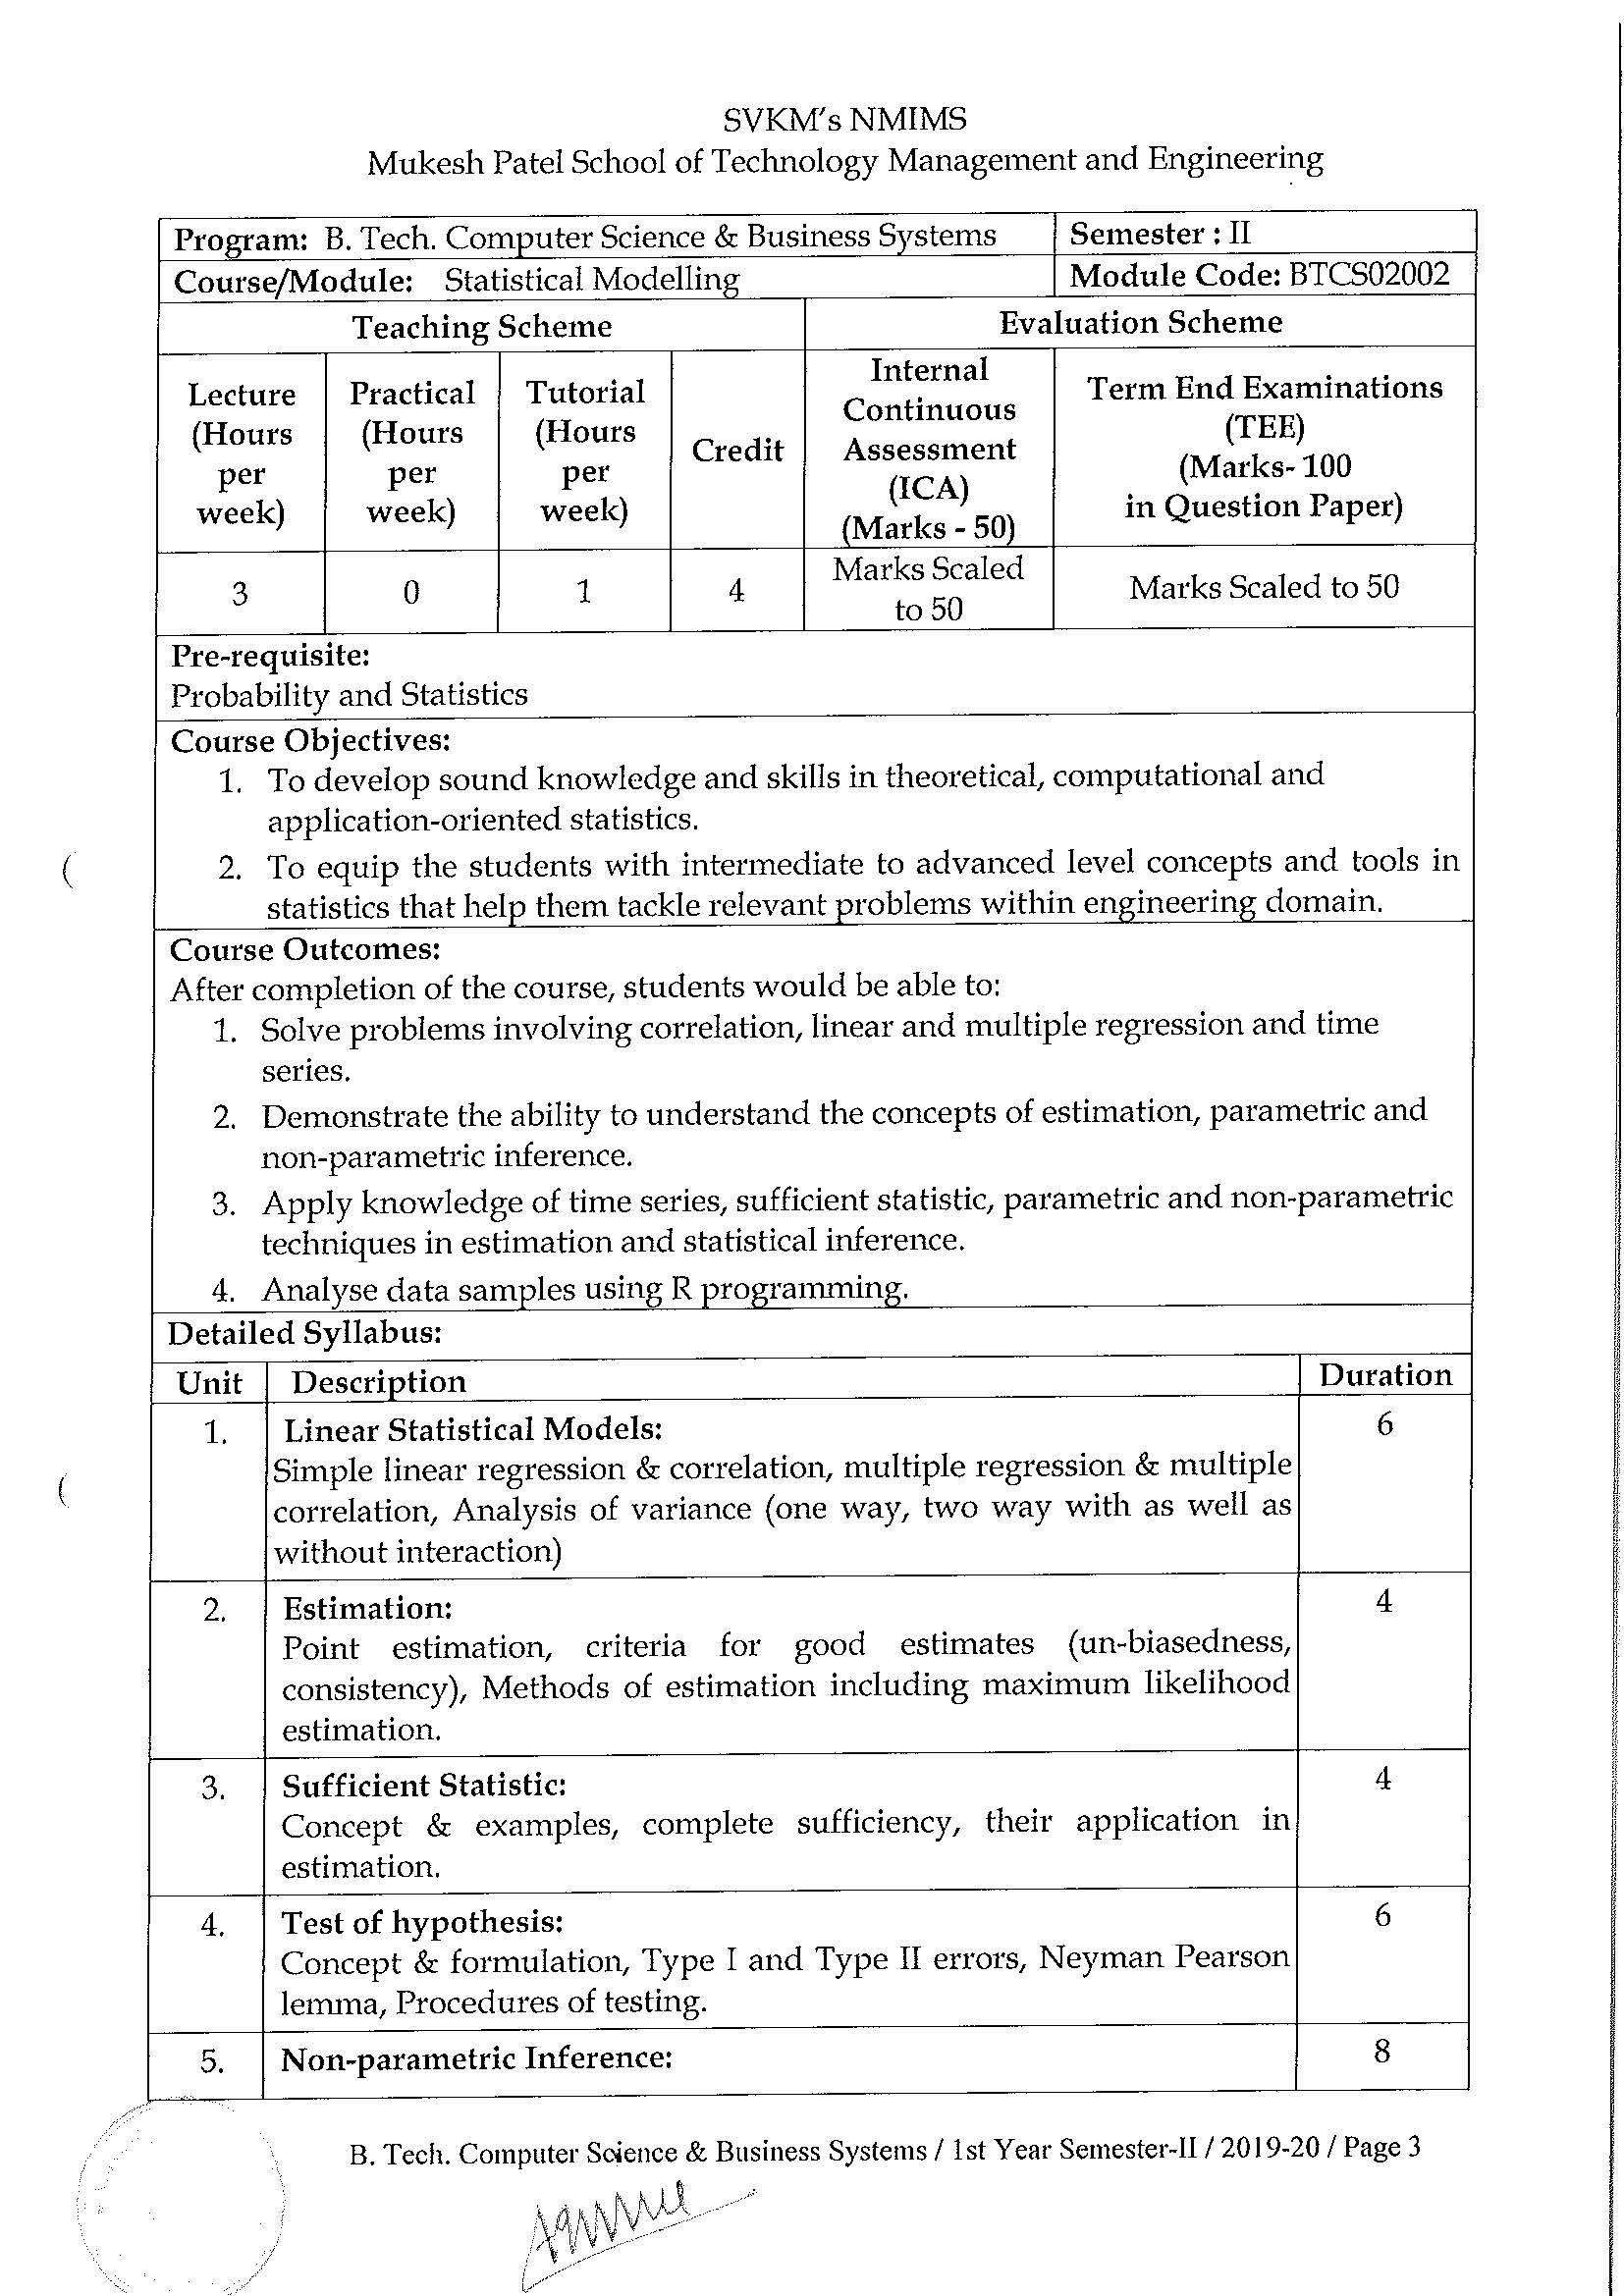 SVKM's NMIMS
Mukesh Patel School of Technology Management and Engineering
Program: B. Tech. Computer Science & Business Systems
Semester : II
Course/Module: Statistical Modelling
Module Code: BTCS02002
Teaching Scheme
Evaluation Scheme
Lecture
(Hours
per
week)
Practical
(Hours
per
week)
Tutorial
(Hours
per
week)
Credit
Internal
Continuous
Assessment
(ICA)
(Marks - 50)
Term End Examinations
(TEE)
(Marks- 100
in Question Paper)
3
0
1
4
Marks Scaled
to 50
Marks Scaled to 50
Pre-requisite:
Probability and Statistics
Course Objectives:
1. To develop sound knowledge and skills in theoretical, computational and
application-oriented statistics.
2. To equip the students with intermediate to advanced level concepts and tools in
statistics that help them tackle relevant problems within engineering domain.
Course Outcomes:
After completion of the course, students would be able to:
1. Solve problems involving correlation, linear and multiple regression and time
series.
2. Demonstrate the ability to understand the concepts of estimation, parametric and
non-parametric inference.
3. Apply knowledge of time series, sufficient statistic, parametric and non-parametric
techniques in estimation and statistical inference.
4. Analyse data samples using R programming.
Detailed Syllabus:
Unit
Description
Duration
1.
Linear Statistical Models:
6
Simple linear regression & correlation, multiple regression & multiple
correlation, Analysis of variance (one way, two way with as well as
without interaction)
2.
Estimation:
4
Point estimation, criteria for good estimates (un-biasedness,
consistency), Methods of estimation including maximum likelihood
estimation.
3.
Sufficient Statistic:
4
Concept & examples, complete sufficiency, their application in
estimation.
4.
Test of hypothesis:
6
Concept & formulation, Type I and Type II errors, Neyman Pearson
lemma, Procedures of testing.
5.
Non-parametric Inference:
8
B. Tech. Computer Science & Business Systems / 1st Year Semester-II / 2019-20 / Page 3